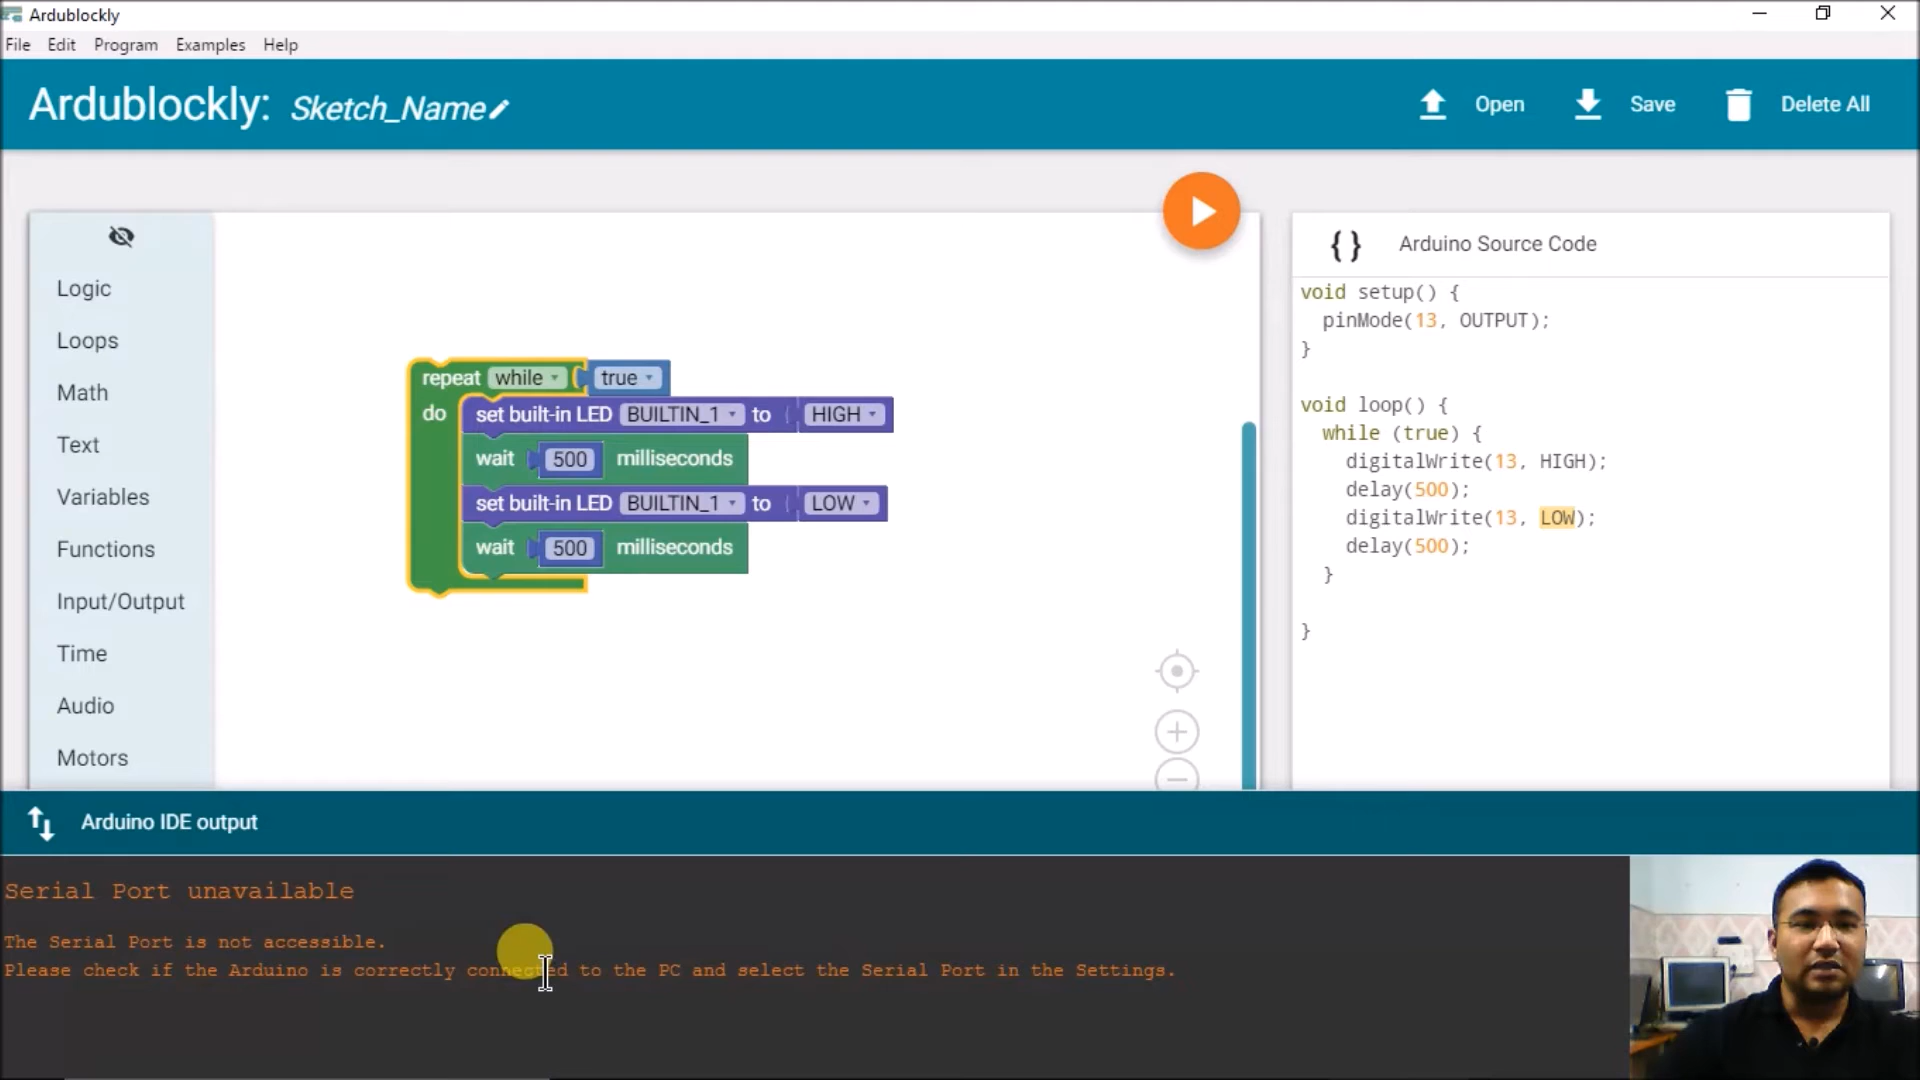 Ardublockly
File Edit Program Examples Help
Ardublockly: Sketch_Name
Open Save Delete All
Logic
Loops
Math
Text
Variables
Functions
Input/Output
Time
Audio
Motors
repeat while true
do set built-in LED BUILTIN_1 to HIGH
wait 500 milliseconds
set built-in LED BUILTIN_1 to LOW
wait 500 milliseconds
{ } Arduino Source Code
void setup() {
pinMode(13, OUTPUT);
}
void loop() {
while (true) {
digitalWrite(13, HIGH);
delay(500);
digitalWrite(13, LOW);
delay(500);
}
}
Arduino IDE output
Serial Port unavailable
The Serial Port is not accessible.
Please check if the Arduino is correctly connected to the PC and select the Serial Port in the Settings.